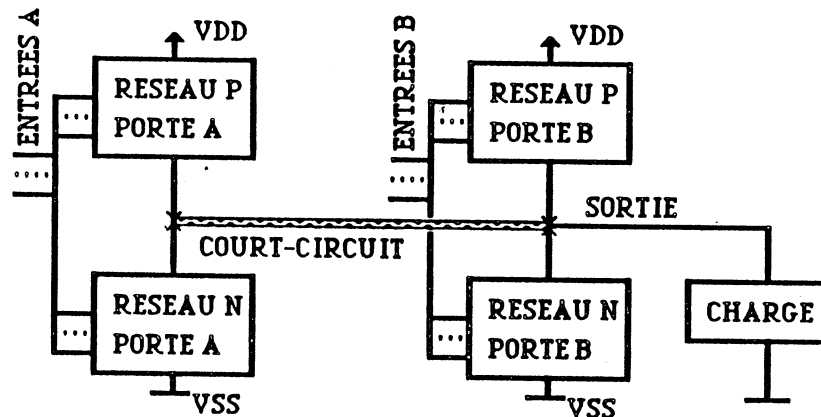 ENTREES A
VDD
RESEAU P
PORTE A
ENTREES B
VDD
RESEAU P
PORTE B
SORTIE
COURT-CIRCUIT
RESEAU N
PORTE A
VSS
RESEAU N
PORTE B
VSS
CHARGE